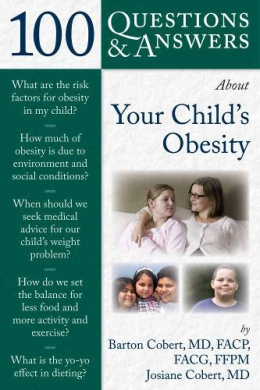 100 QUESTIONS
& ANSWERS
About
Your Child's
Obesity
What are the risk
factors for obesity
in my child?
How much of
obesity is due to
environment and
social conditions?
When should we
seek medical
advice for our
child's weight
problem?
How do we set
the balance for
less food and
more activity and
exercise?
What is the yo-yo
effect in dieting?
by
Barton Cobert, MD, FACP,
FACG, FFPM
Josiane Cobert, MD